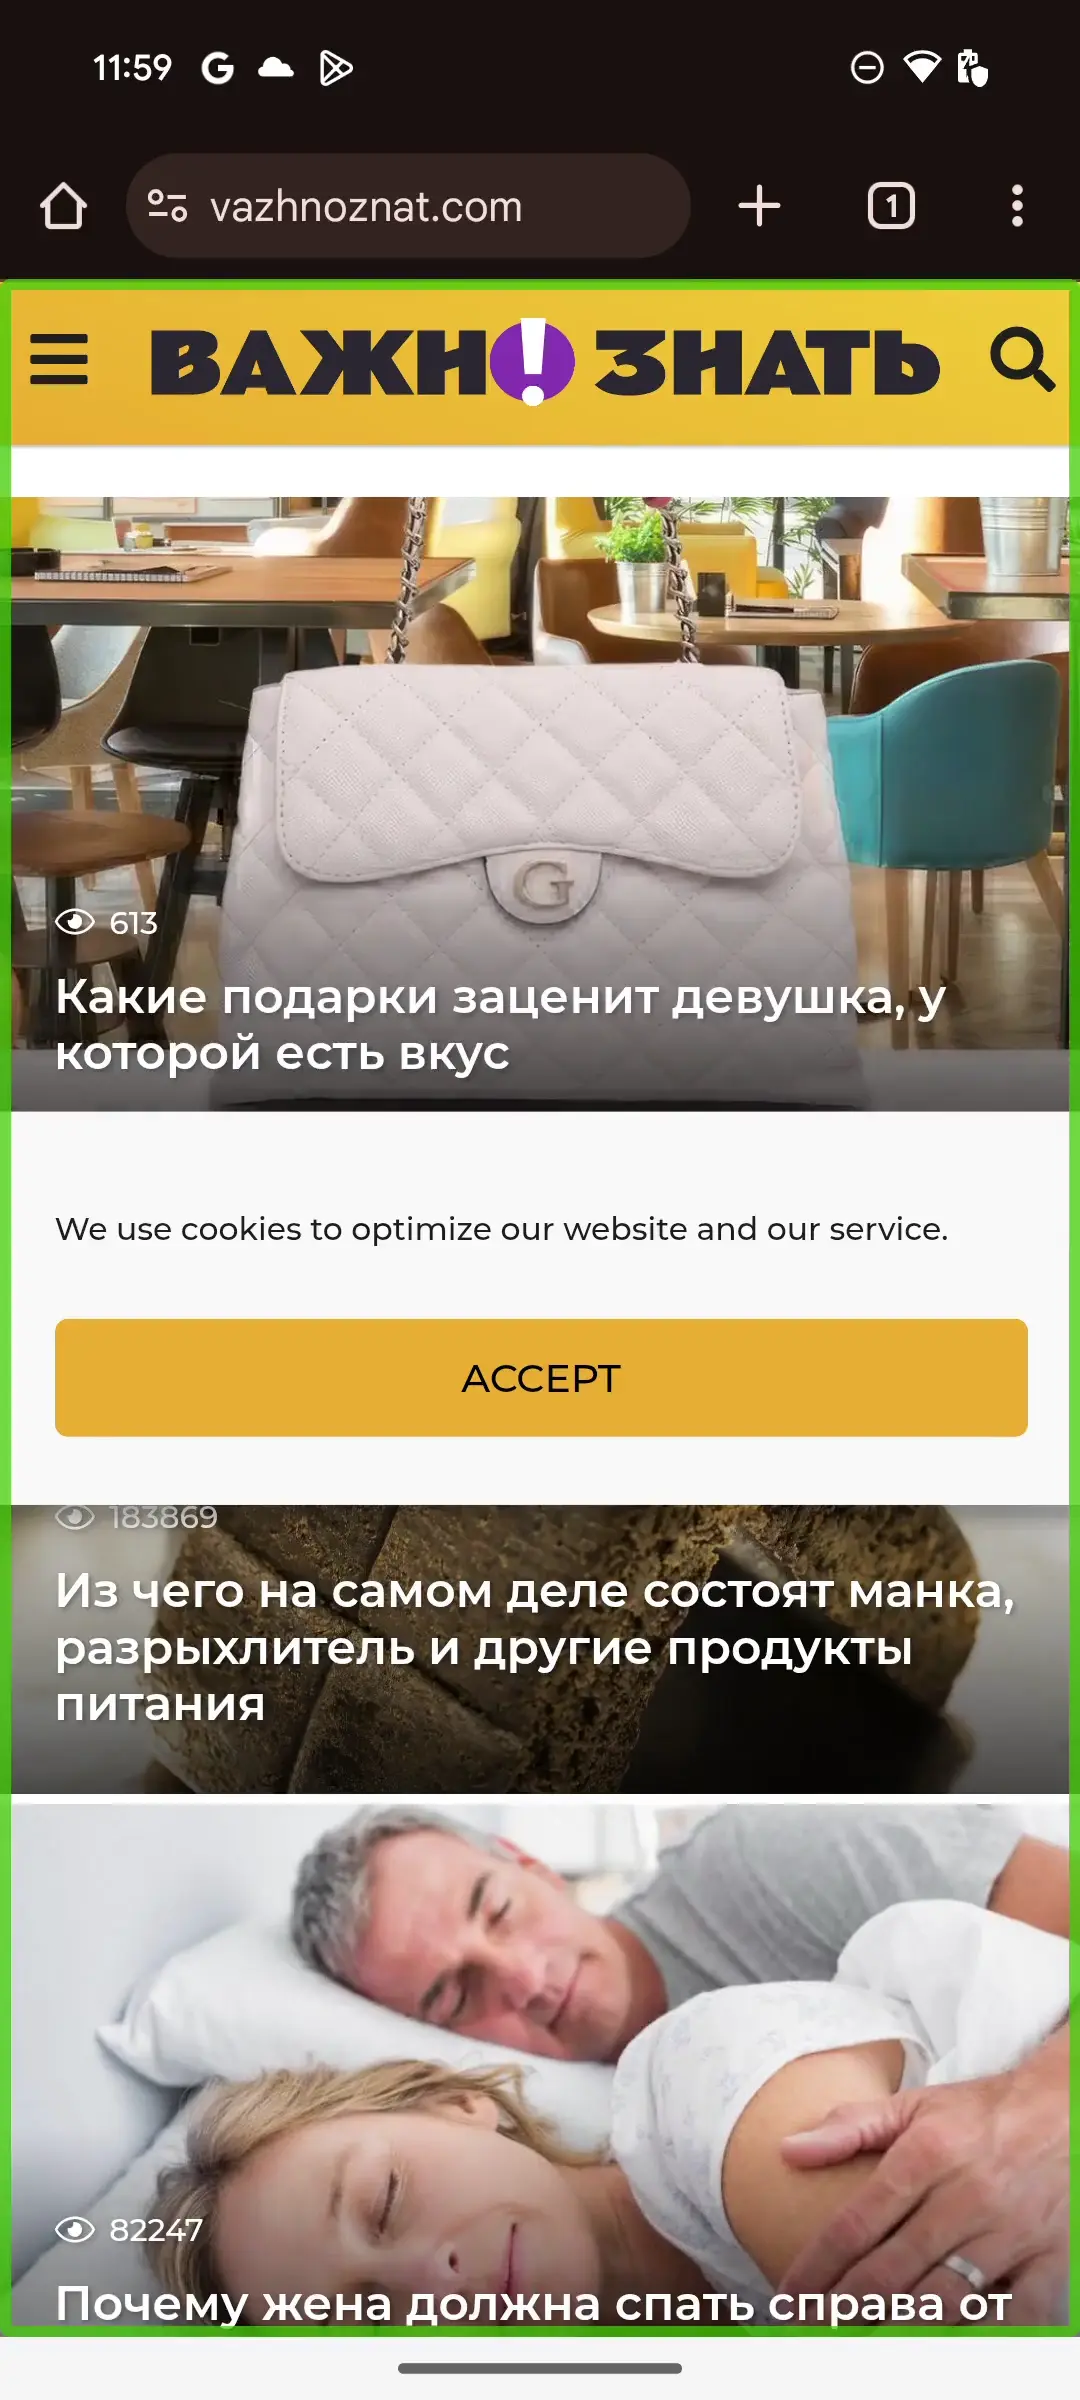 11:59
vazhnoznat.com
1
ВАЖНО ЗНАТЬ
G
613
Какие подарки заценит девушка, у
которой есть вкус
We use cookies to optimize our website and our service.
ACCEPT
183869
Из чего на самом деле состоят манка,
разрыхлитель и другие продукты
питания
82247
Почему жена должна спать справа от